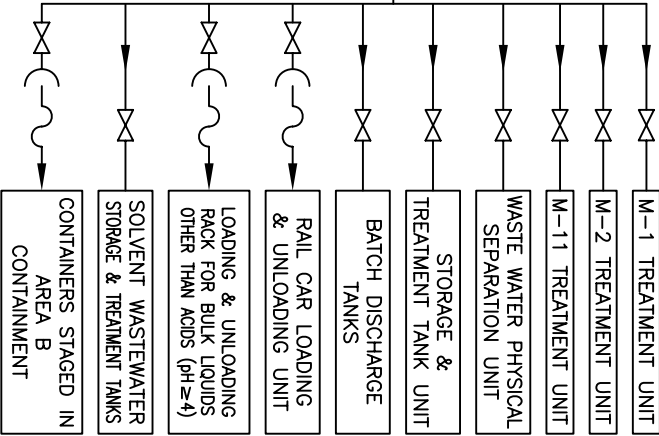 M-1 TREATMENT UNIT
M-2 TREATMENT UNIT
M-11 TREATMENT UNIT
WASTE WATER PHYSICAL
SEPARATION UNIT
STORAGE &
TREATMENT TANK UNIT
BATCH DISCHARGE
TANKS
RAIL CAR LOADING
& UNLOADING UNIT
LOADING & UNLOADING
RACK FOR BULK LIQUIDS
OTHER THAN ACIDS (pH≥4)
SOLVENT WASTEWATER
STORAGE & TREATMENT TANKS
CONTAINERS STAGED IN
AREA B
CONTAINMENT